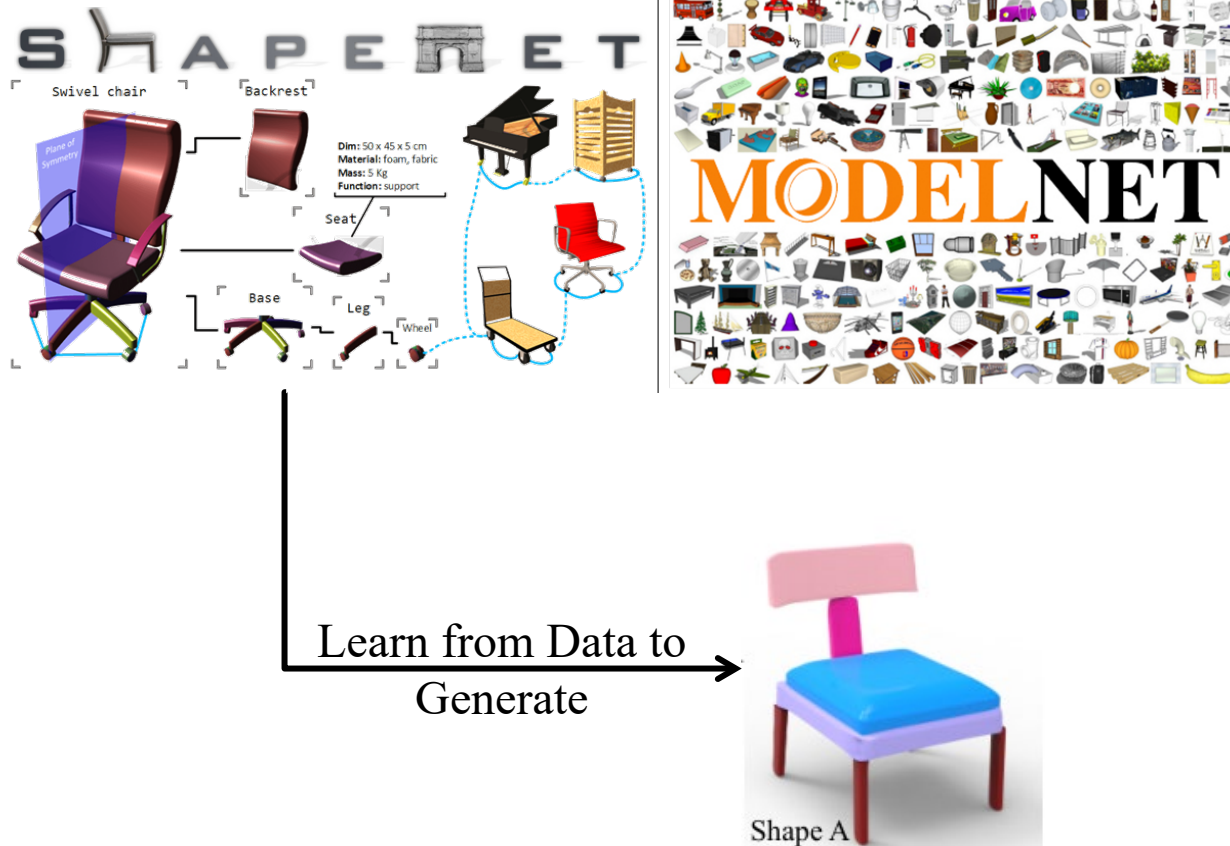 SHAPENET
Swivel chair
Backrest
Plane of
Symmetry
Dim: 50 x 45 x 5 cm
Material: foam, fabric
Mass: 5 Kg
Function: support
Seat
Base
Leg
Wheel
MODELNET
Learn from Data to
Generate
Shape A